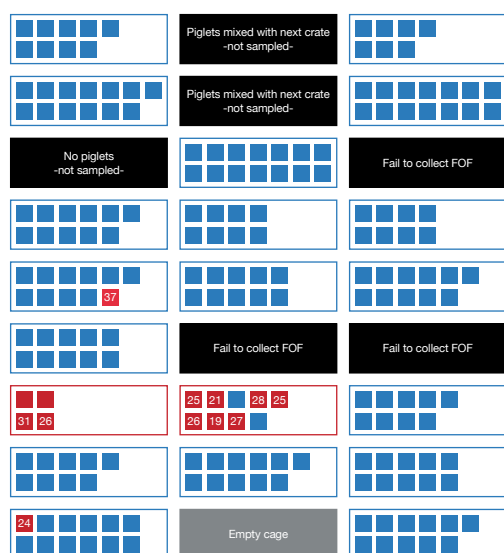 Piglets mixed with next crate
-not sampled-
Piglets mixed with next crate
-not sampled-
No piglets
-not sampled-
Fail to collect FOF
37
Fail to collect FOF
Fail to collect FOF
31 26
25 21 28 25
26 19 27
24
Empty cage